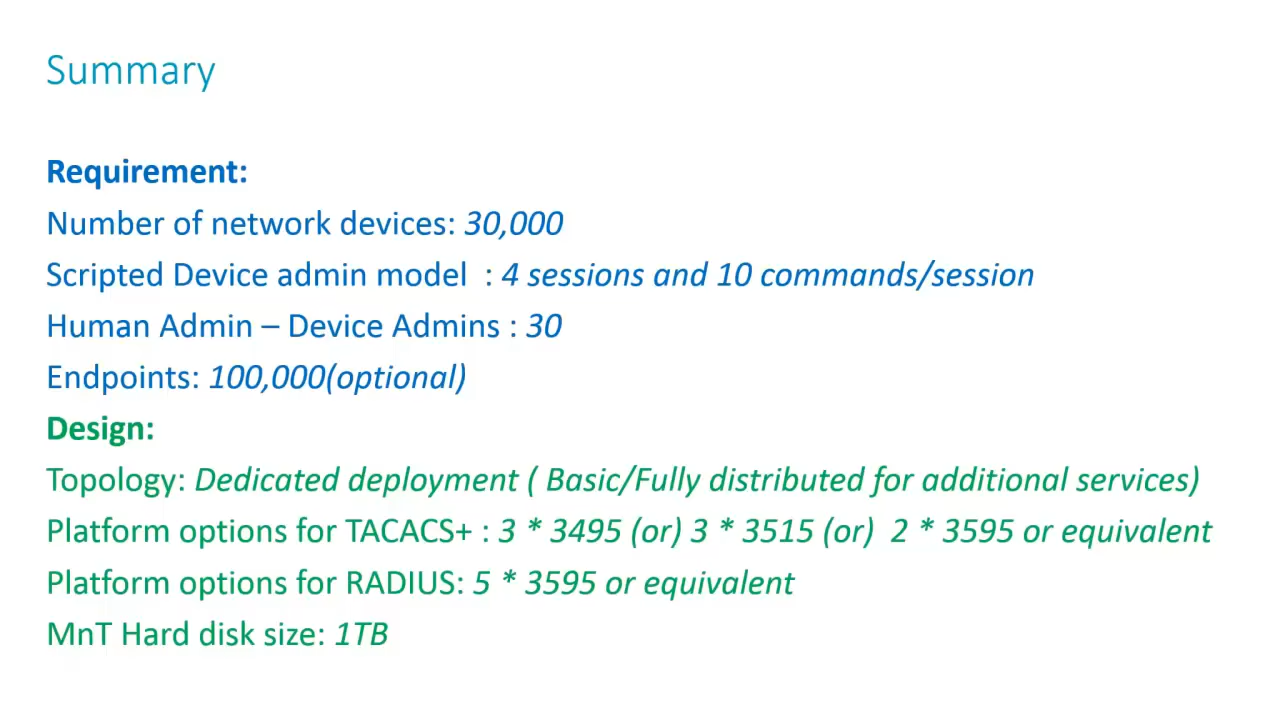 Summary
Requirement:
Number of network devices: 30,000
Scripted Device admin model  : 4 sessions and 10 commands/session
Human Admin – Device Admins : 30
Endpoints: 100,000(optional)
Design:
Topology: Dedicated deployment ( Basic/Fully distributed for additional services)
Platform options for TACACS+ : 3 * 3495 (or) 3 * 3515 (or)  2 * 3595 or equivalent
Platform options for RADIUS: 5 * 3595 or equivalent
MnT Hard disk size: 1TB